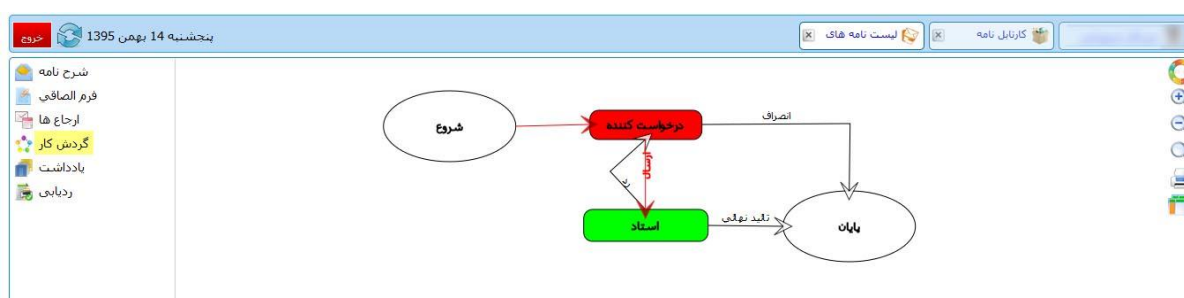 کارتابل نامه
لیست نامه های
پنجشنبه 14 بهمن 1395
خروج
شرح نامه
فرم الصاقی
ارجاع ها
گردش کار
یادداشت
ردیابی
شروع
درخواست کننده
انصراف
ارسال
رد
استاد
تائید نهائی
پایان